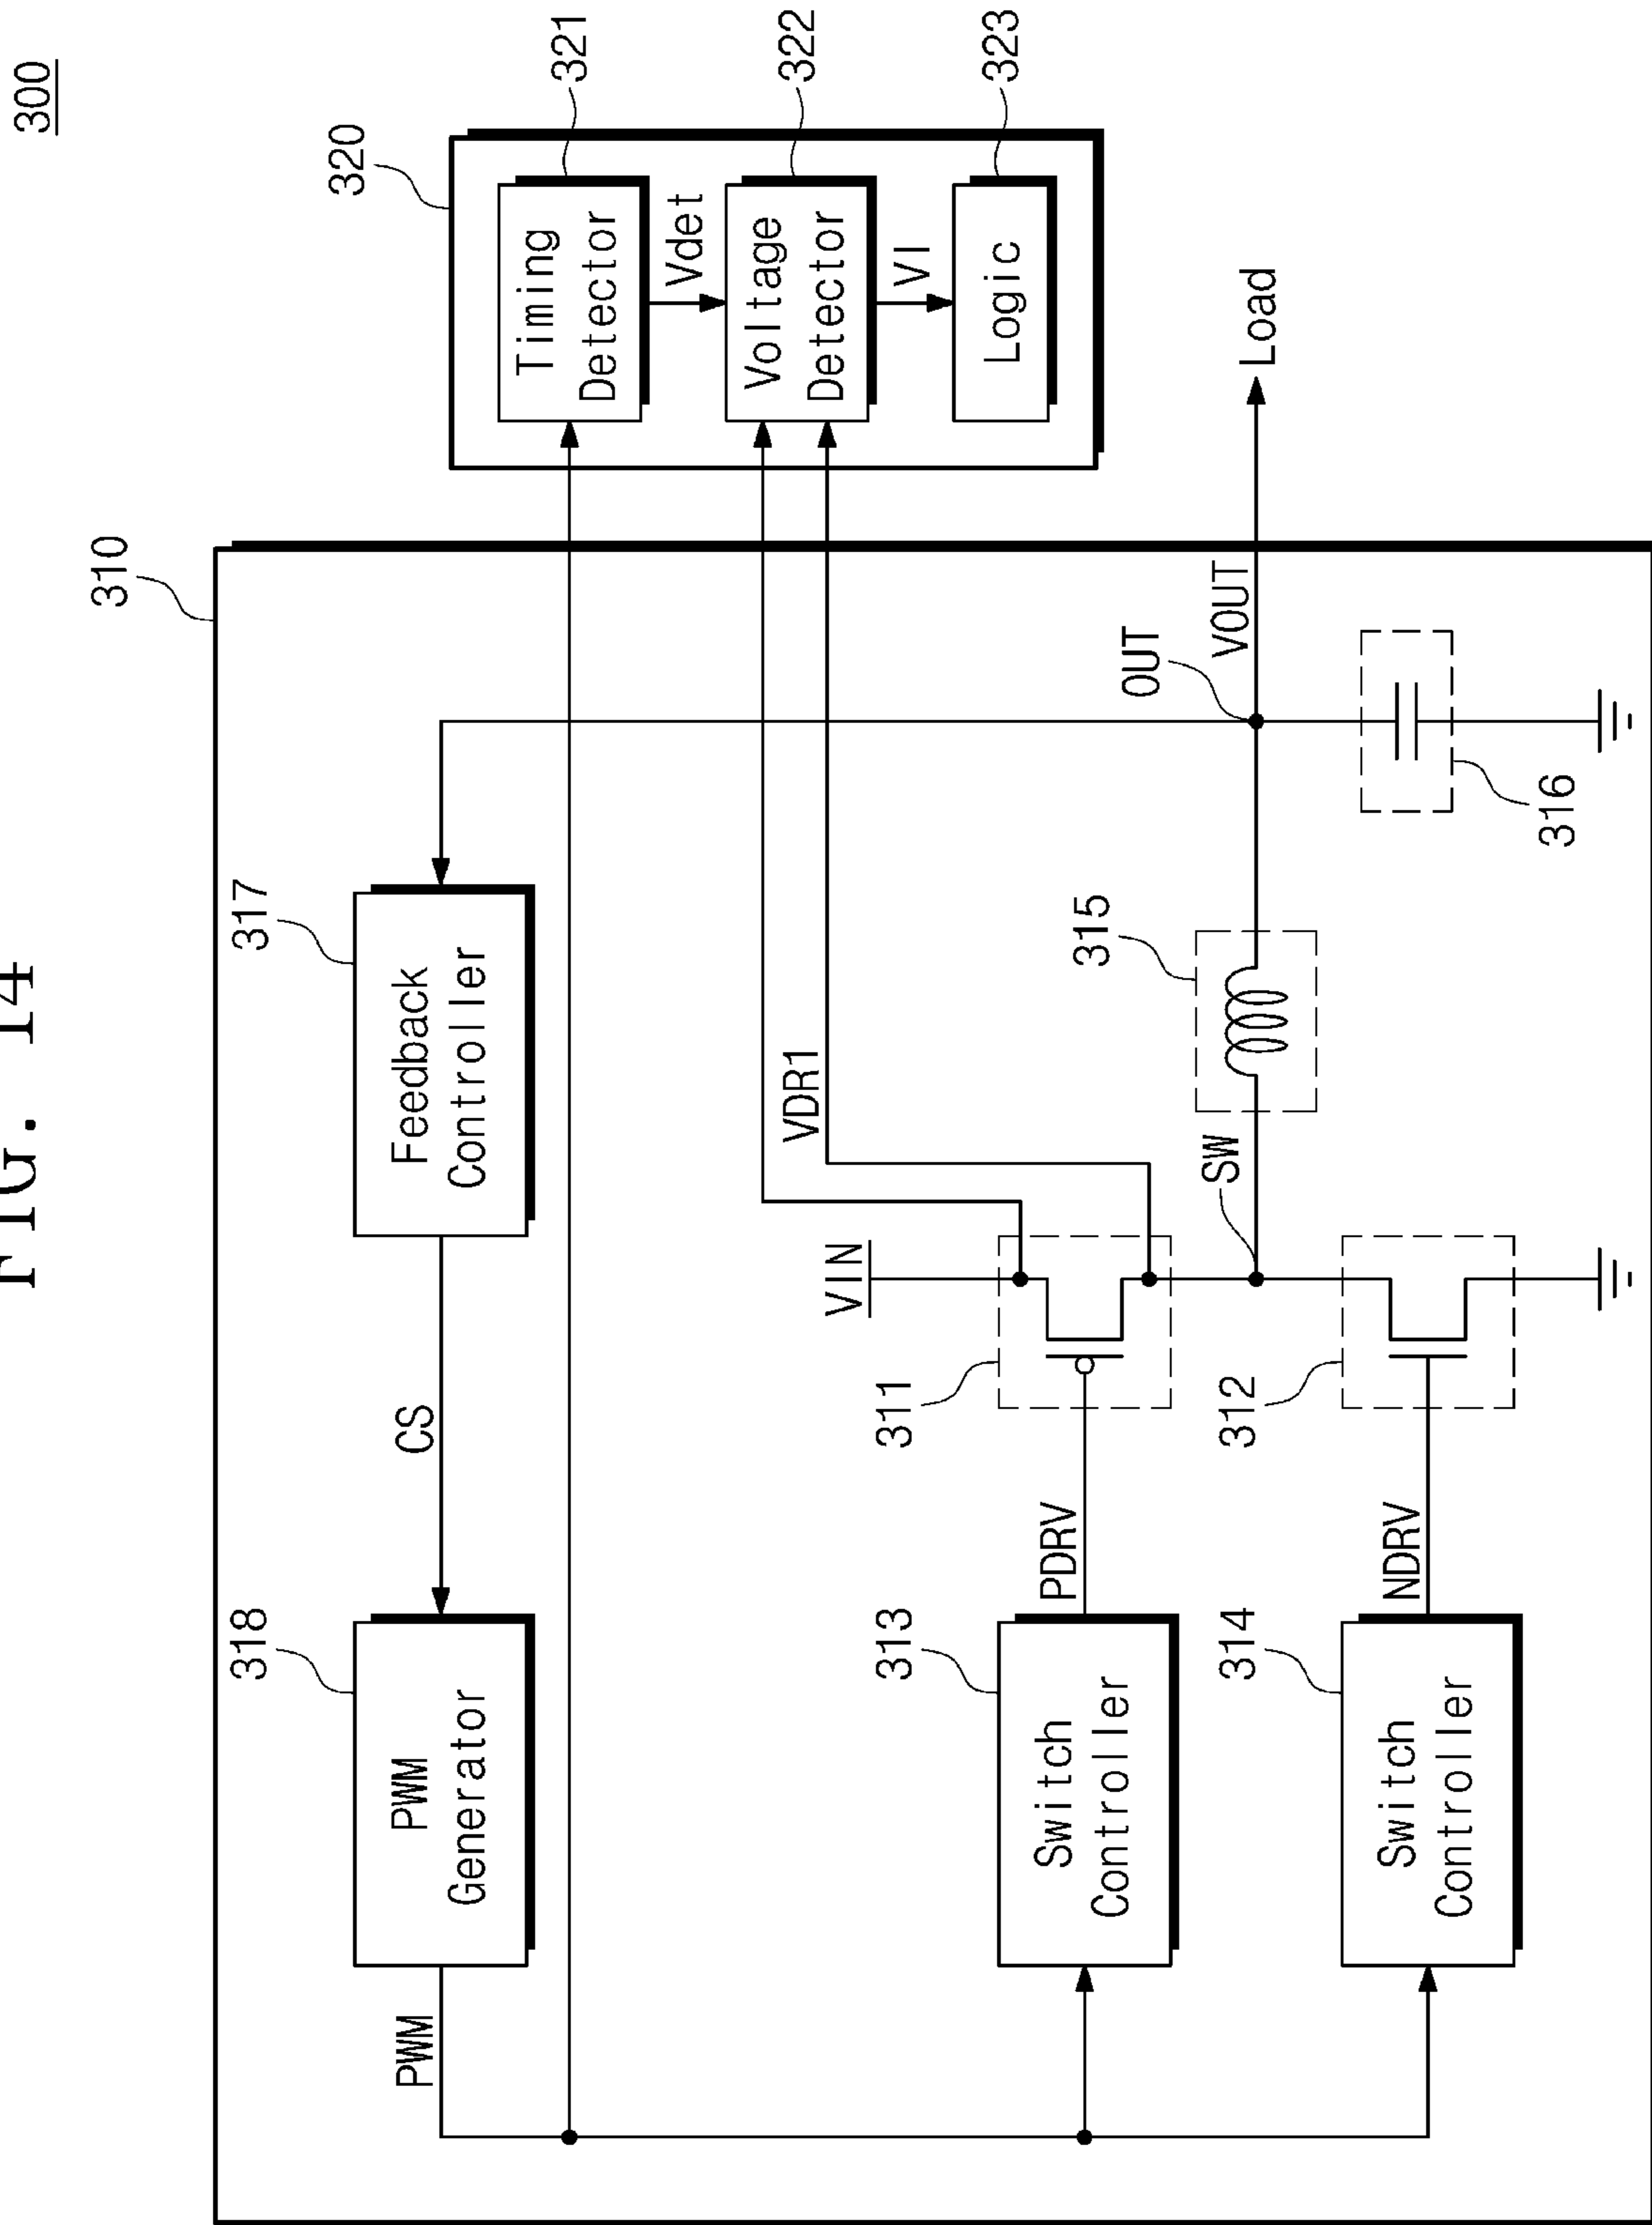 FIG. 14
300
310
318
PWM
Generator
CS
317
Feedback
Controller
PWM
320
321
Timing
Detector
Vdet
322
Voltage
Detector
VI
323
Logic
VDR1
VIN
311
313
Switch
Controller
PDRV
SW
315
OUT
VOUT
Load
312
314
Switch
Controller
NDRV
316